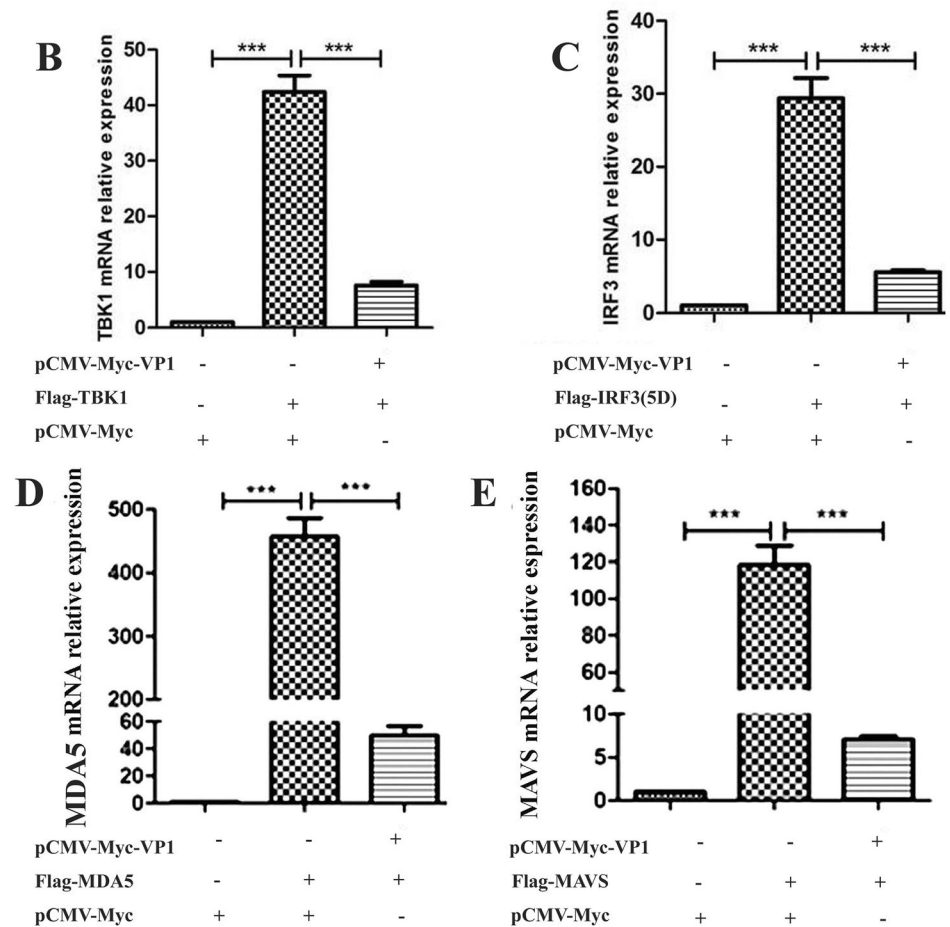 B
TBK1 mRNA relative expression
50
40
30
20
10
0
*** ***
pCMV-Myc-VP1 - - +
Flag-TBK1 - + +
pCMV-Myc + + -
C
IRF3 mRNA relative expression
40
30
20
10
0
*** ***
pCMV-Myc-VP1 - - +
Flag-IRF3(5D) - + +
pCMV-Myc + + -
D
MDA5 mRNA relative expression
500
400
300
200
60
40
20
0
*** ***
pCMV-Myc-VP1 - - +
Flag-MDA5 - + +
pCMV-Myc + + -
E
MAVS mRNA relative espression
160
140
120
100
80
60
10
5
0
*** ***
pCMV-Myc-VP1 - - +
Flag-MAVS - + +
pCMV-Myc + + -